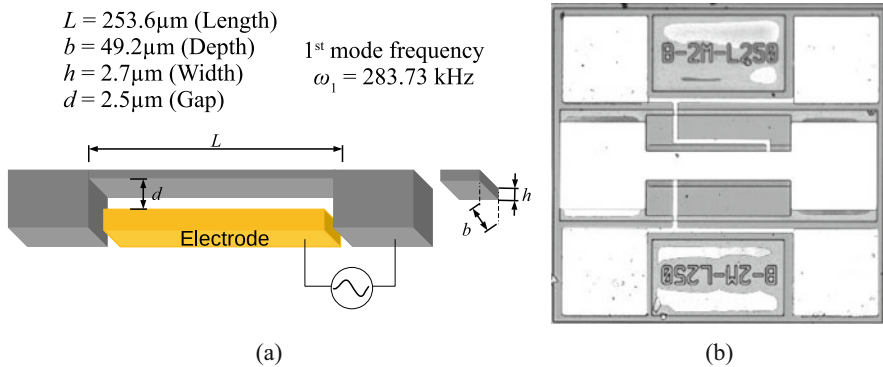 L = 253.6µm (Length)
b = 49.2µm (Depth)
h = 2.7µm (Width)
d = 2.5µm (Gap)
1st mode frequency
ω1 = 283.73 kHz
L
d
h
b
Electrode
(a)
B-2M-L250
B-2M-L250
(b)